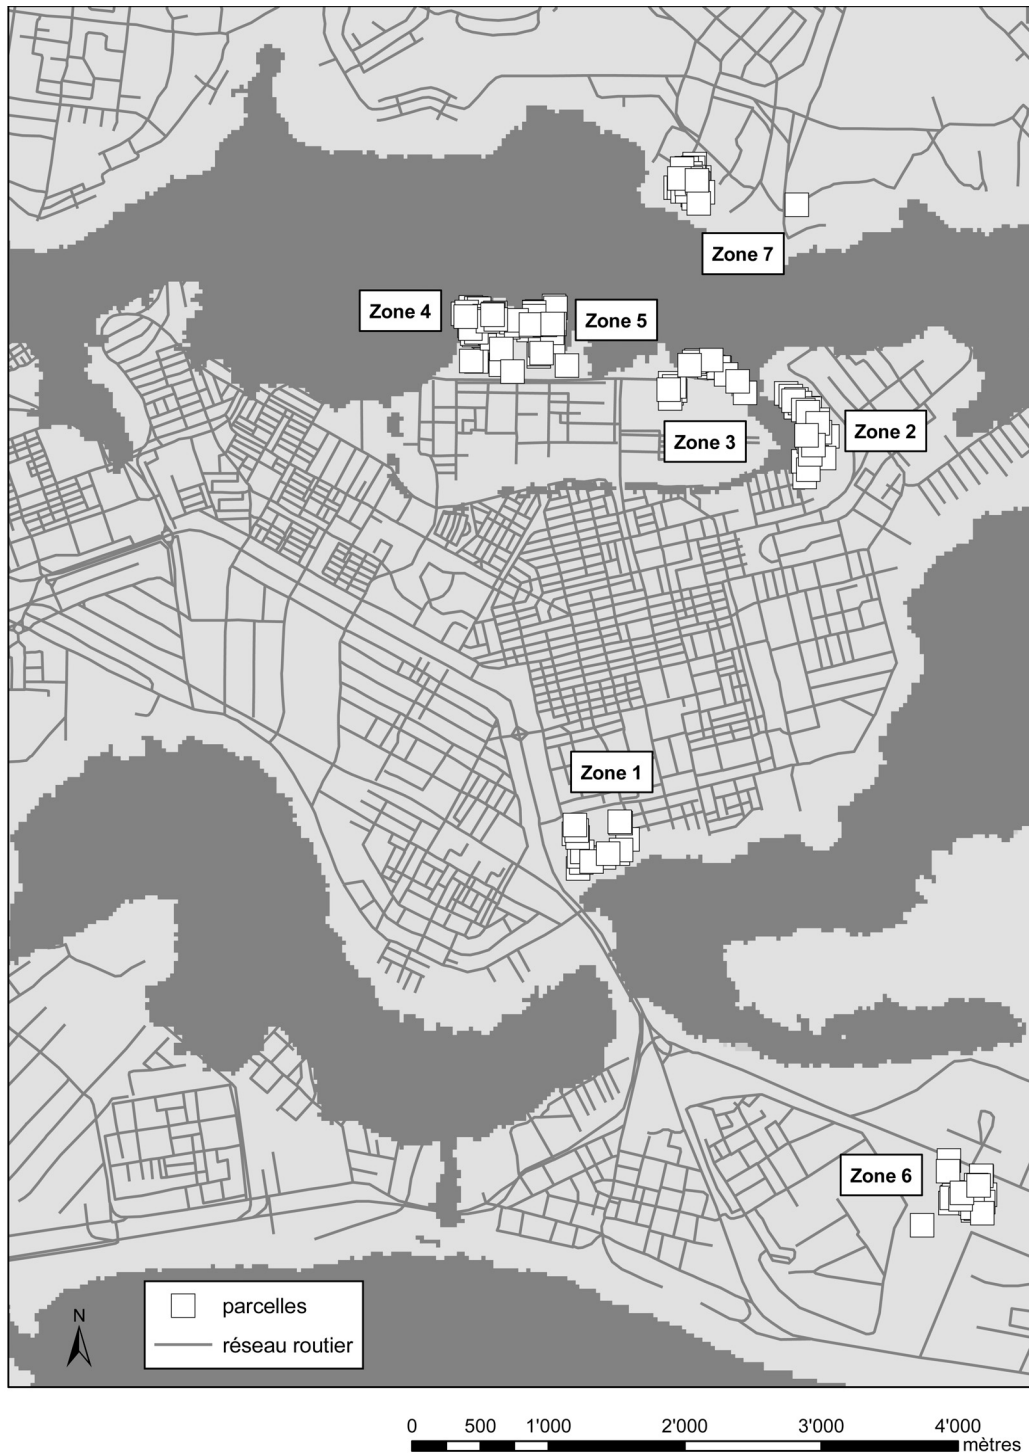 Zone 7
Zone 4
Zone 5
Zone 3
Zone 2
Zone 1
Zone 6
N
parcelles
réseau routier
0 500 1'000 2'000 3'000 4'000
mètres